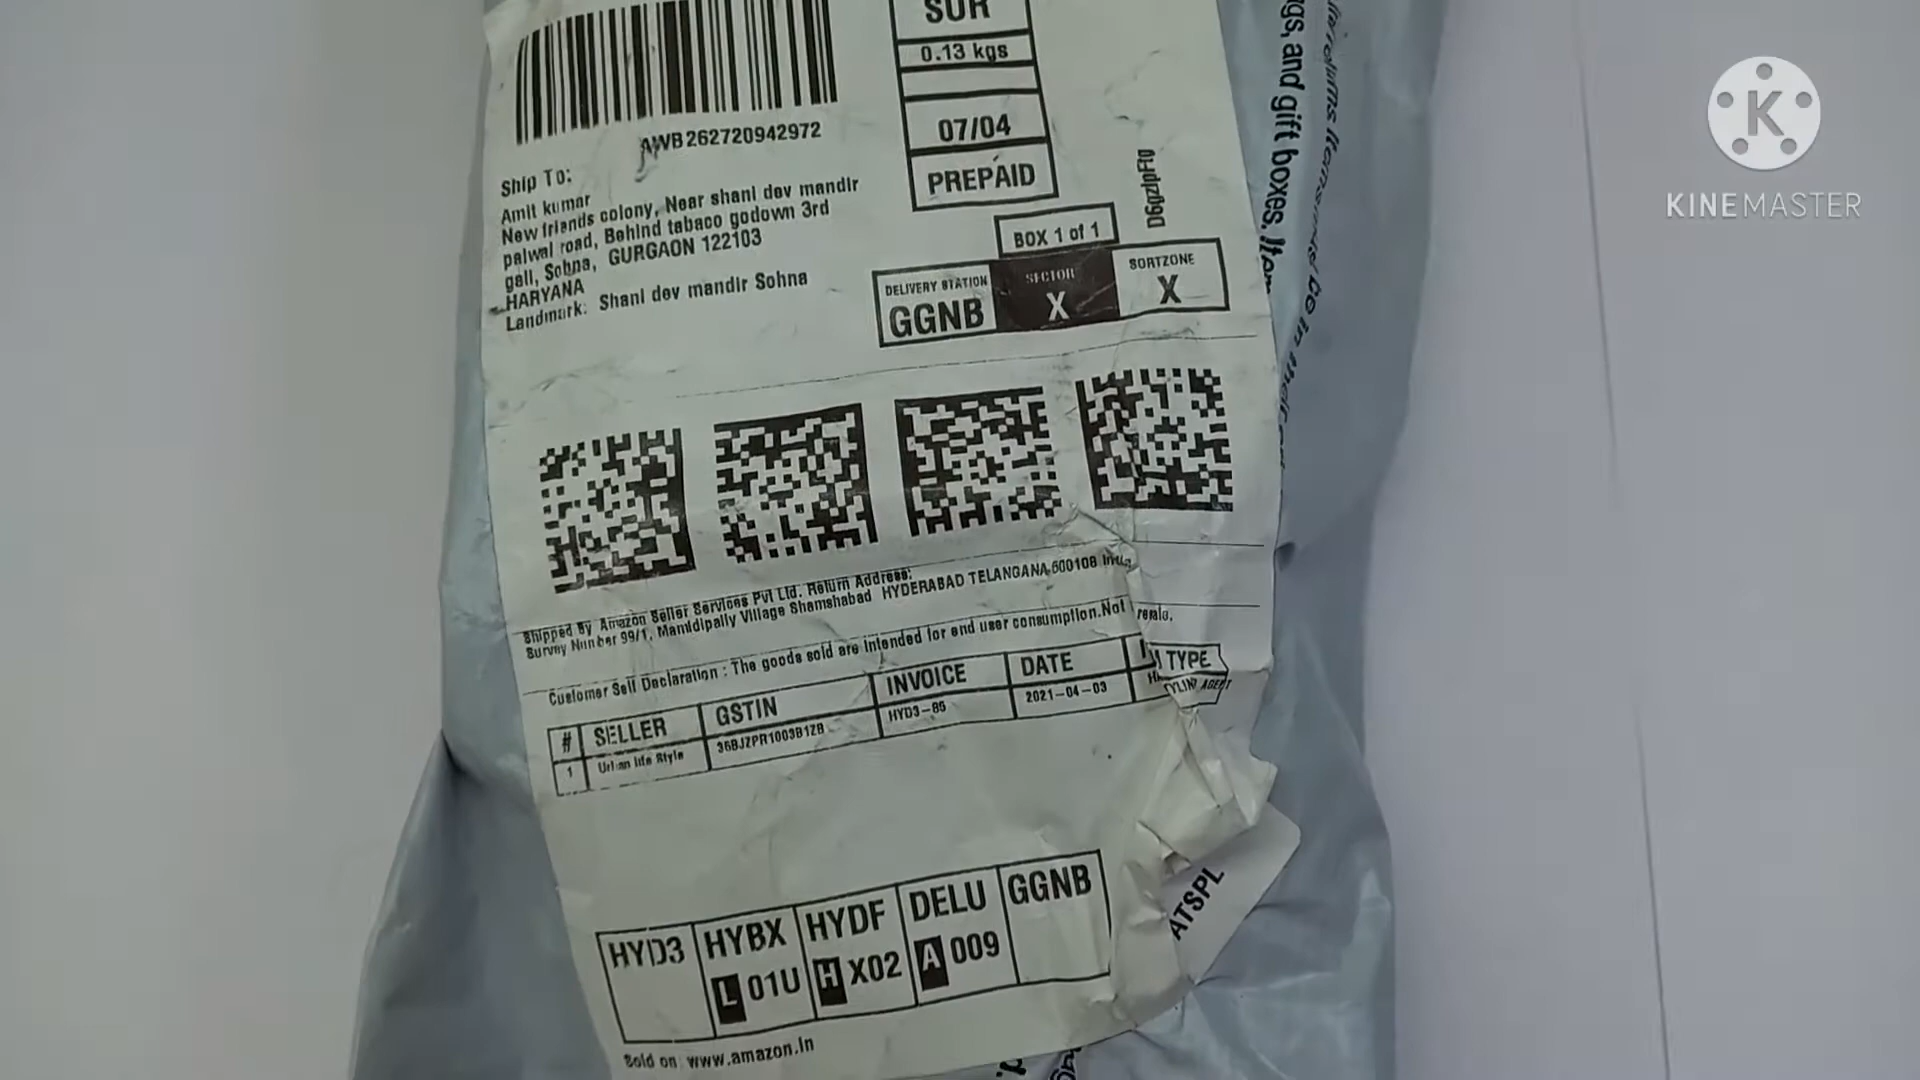 SUR
0.13 kgs
07/04
PREPAID
AWB 262720942972
Ship To:
Amit kumar
New friends colony, Near shani dev mandir
palwal road, Behind tabaco godown 3rd
gali, Sohna, GURGAON 122103
HARYANA
Landmark: Shani dev mandir Sohna
BOX 1 of 1
DELIVERY STATION
GGNB
SECTOR
X
SORTZONE
X
Shipped By Amazon Seller Services Pvt Ltd. Return Address:
Survey Number 99/1, Mamidipally Village Shamshabad HYDERABAD TELANGANA 500108 India
Customer Self Declaration : The goods sold are intended for end user consumption. Not resale.
# SELLER GSTIN INVOICE DATE TYPE
1 Urban life Style 36BJZPR1003B1ZB HYD3-85 2021-04-03
HYD3 HYBX HYDF DELU GGNB
L 01U H X02 A 009
Sold on www.amazon.in
ATSPL
gs, and gift boxes.
KINEMASTER